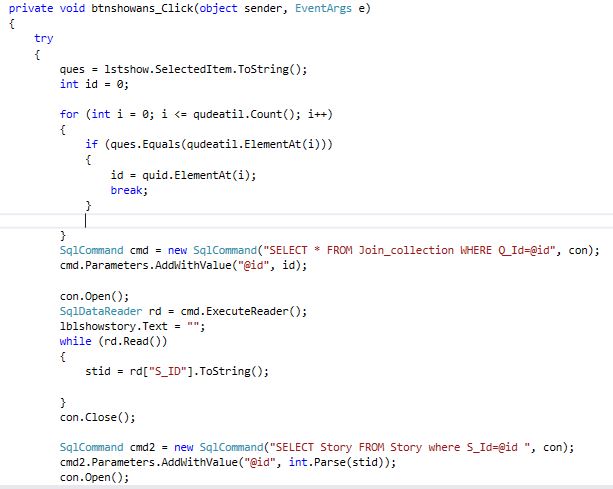 private void btnshowans_Click(object sender, EventArgs e)
{
try
{
ques = lstshow.SelectedItem.ToString();
int id = 0;
for (int i = 0; i <= qudeatil.Count(); i++)
{
if (ques.Equals(qudeatil.ElementAt(i)))
{
id = quid.ElementAt(i);
break;
}
}
SqlCommand cmd = new SqlCommand("SELECT * FROM Join_collection WHERE Q_Id=@id", con);
cmd.Parameters.AddWithValue("@id", id);
con.Open();
SqlDataReader rd = cmd.ExecuteReader();
lblshowstory.Text = "";
while (rd.Read())
{
stid = rd["S_ID"].ToString();
}
con.Close();
SqlCommand cmd2 = new SqlCommand("SELECT Story FROM Story where S_Id=@id ", con);
cmd2.Parameters.AddWithValue("@id", int.Parse(stid));
con.Open();